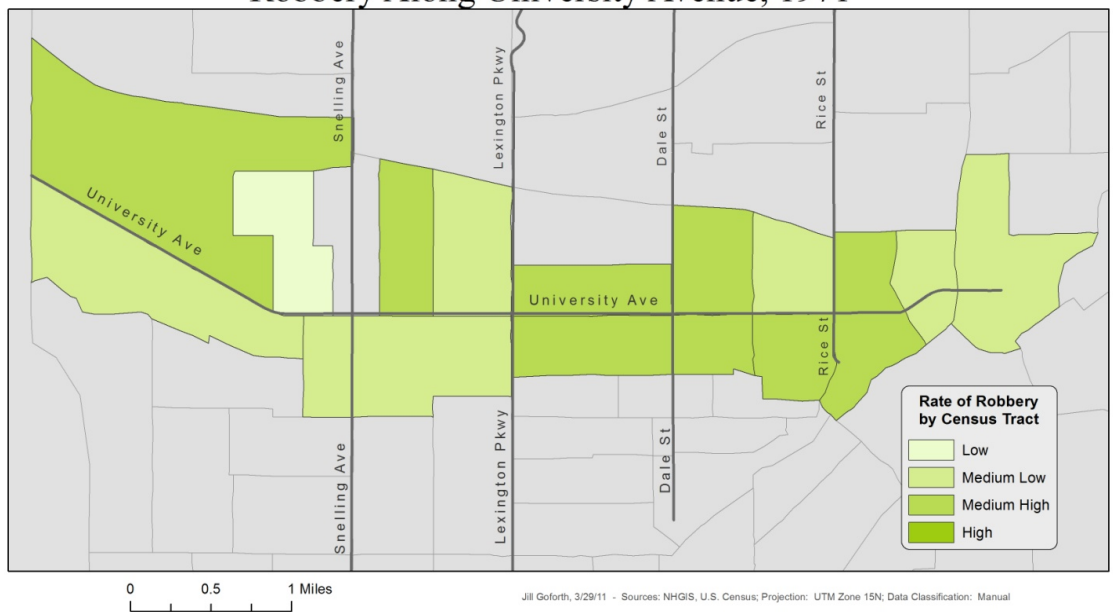 Robbery Along University Avenue, 1971
Snelling Ave
Lexington Pkwy
Dale St
Rice St
University Ave
University Ave
Rice St
Snelling Ave
Lexington Pkwy
Dale St
Rate of Robbery
by Census Tract
Low
Medium Low
Medium High
High
0 0.5 1 Miles
Jill Goforth, 3/29/11 - Sources: NHGIS, U.S. Census; Projection: UTM Zone 15N; Data Classification: Manual